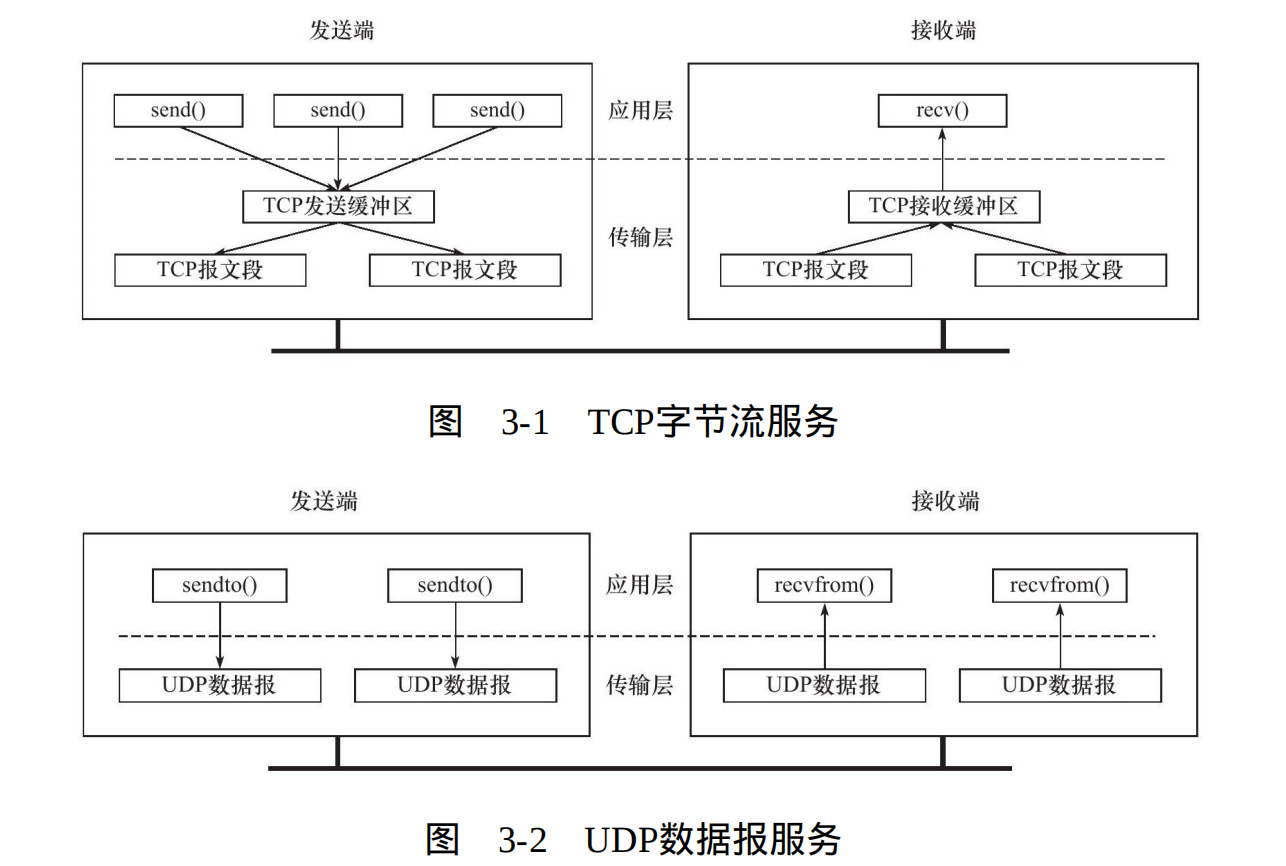 发送端 接收端
send() send() send() 应用层 recv()
TCP发送缓冲区 TCP接收缓冲区
传输层
TCP报文段 TCP报文段 TCP报文段 TCP报文段
图 3-1 TCP字节流服务
发送端 接收端
sendto() sendto() 应用层 recvfrom() recvfrom()
UDP数据报 UDP数据报 传输层 UDP数据报 UDP数据报
图 3-2 UDP数据报服务